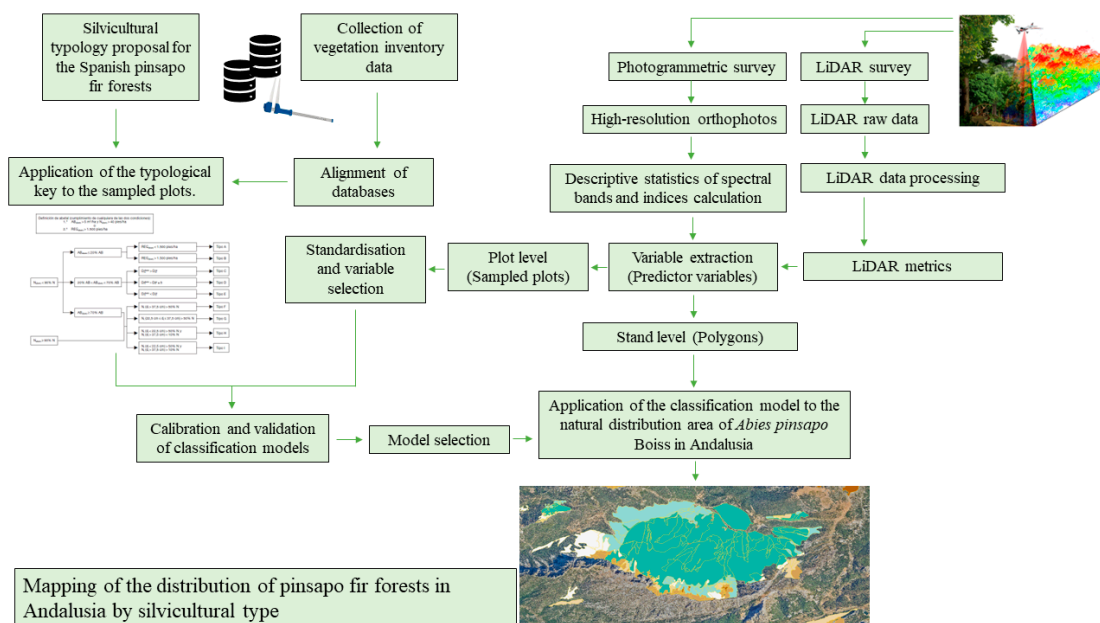 Silvicultural
typology proposal for
the Spanish pinsapo
fir forests
Collection of
vegetation inventory
data
Photogrammetric survey
LiDAR survey
High-resolution orthophotos
LiDAR raw data
Application of the typological
key to the sampled plots.
Alignment of
databases
Descriptive statistics of spectral
bands and indices calculation
LiDAR data processing
Standardisation
and variable
selection
Plot level
(Sampled plots)
Variable extraction
(Predictor variables)
LiDAR metrics
Stand level (Polygons)
Calibration and validation
of classification models
Model selection
Application of the classification model to the
natural distribution area of Abies pinsapo
Boiss in Andalusia
Mapping of the distribution of pinsapo fir forests in
Andalusia by silvicultural type